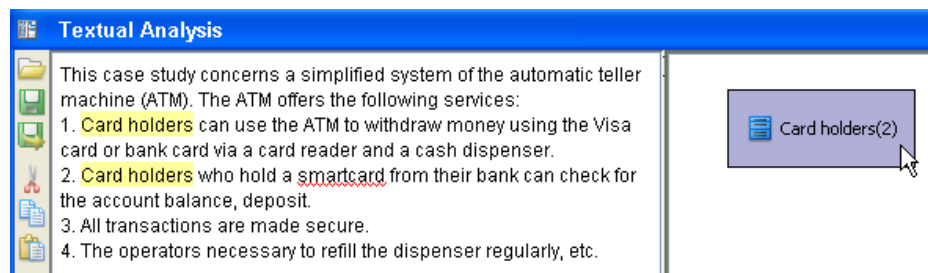 Textual Analysis
This case study concerns a simplified system of the automatic teller
machine (ATM). The ATM offers the following services:
1. Card holders can use the ATM to withdraw money using the Visa
card or bank card via a card reader and a cash dispenser.
2. Card holders who hold a smartcard from their bank can check for
the account balance, deposit.
3. All transactions are made secure.
4. The operators necessary to refill the dispenser regularly, etc.
Card holders(2)